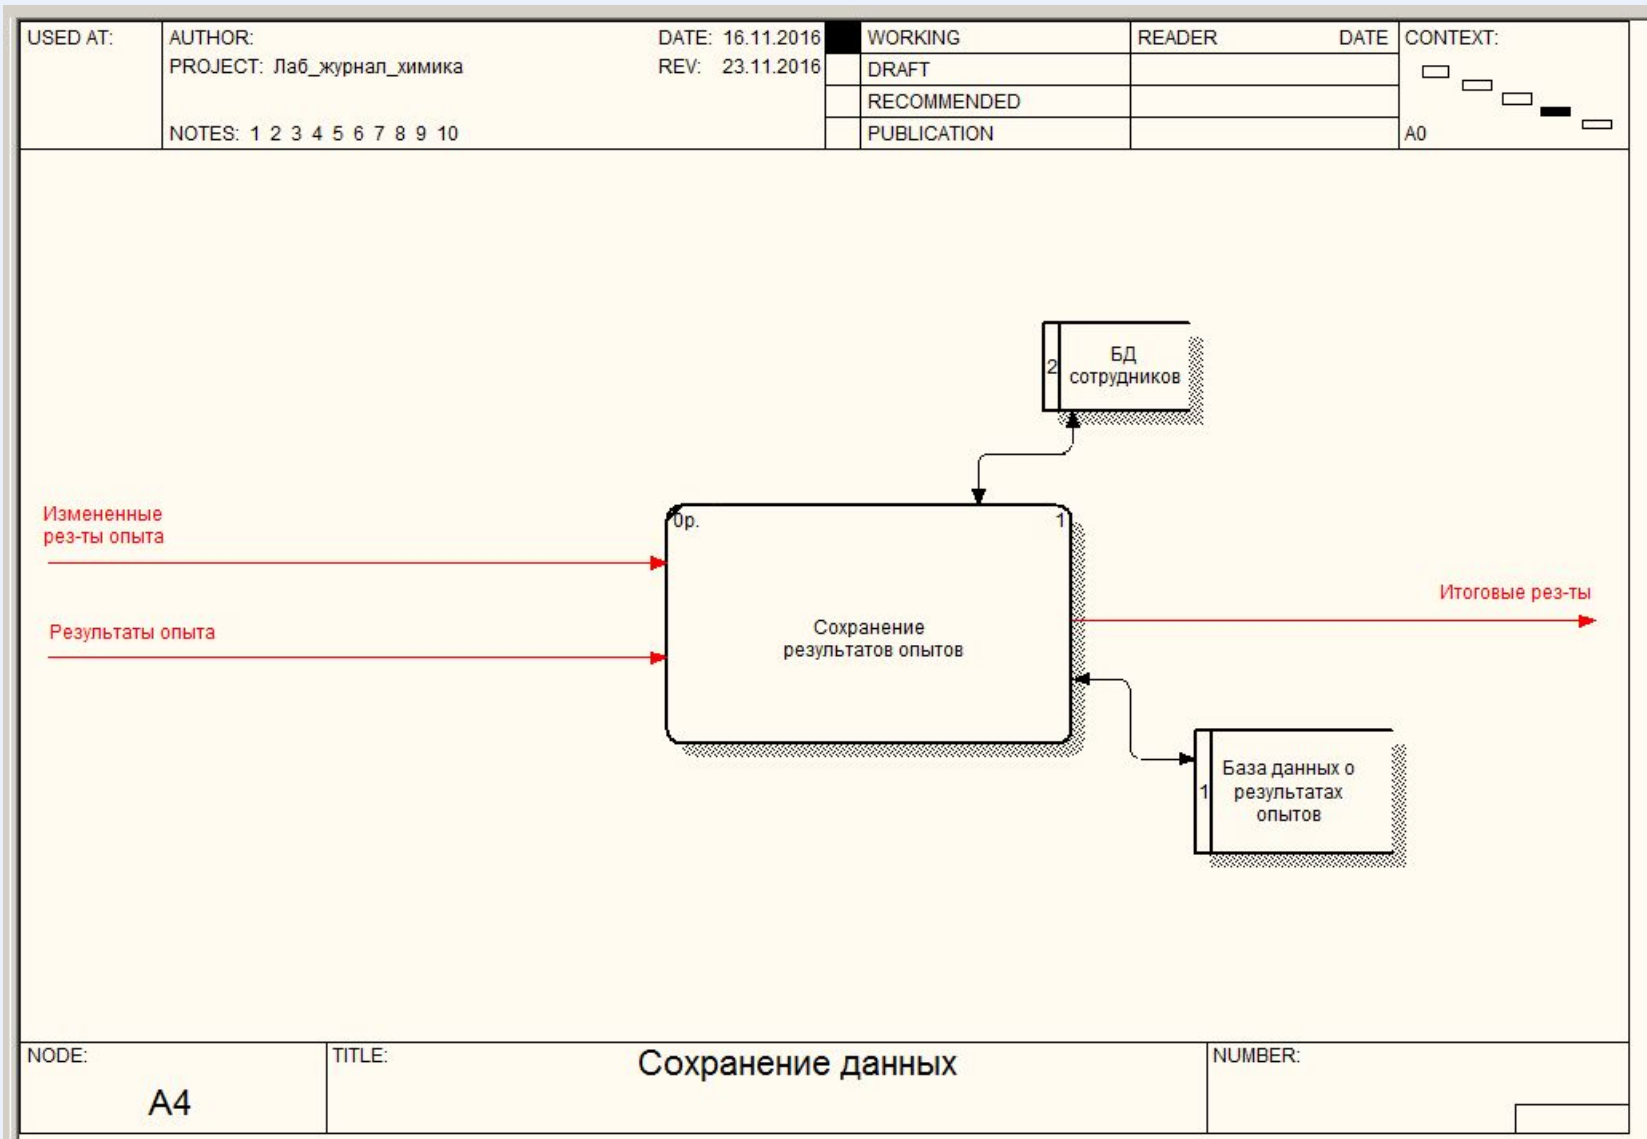 USED AT:
AUTHOR:
DATE: 16.11.2016
PROJECT: Лаб_журнал_химика
REV: 23.11.2016
NOTES: 1 2 3 4 5 6 7 8 9 10
WORKING
DRAFT
RECOMMENDED
PUBLICATION
READER DATE
CONTEXT:
A0
2
БД
сотрудников
Измененные
рез-ты опыта
Результаты опыта
0р.
1
Сохранение
результатов опытов
Итоговые рез-ты
1
База данных о
результатах
опытов
NODE:
A4
TITLE:
Сохранение данных
NUMBER: